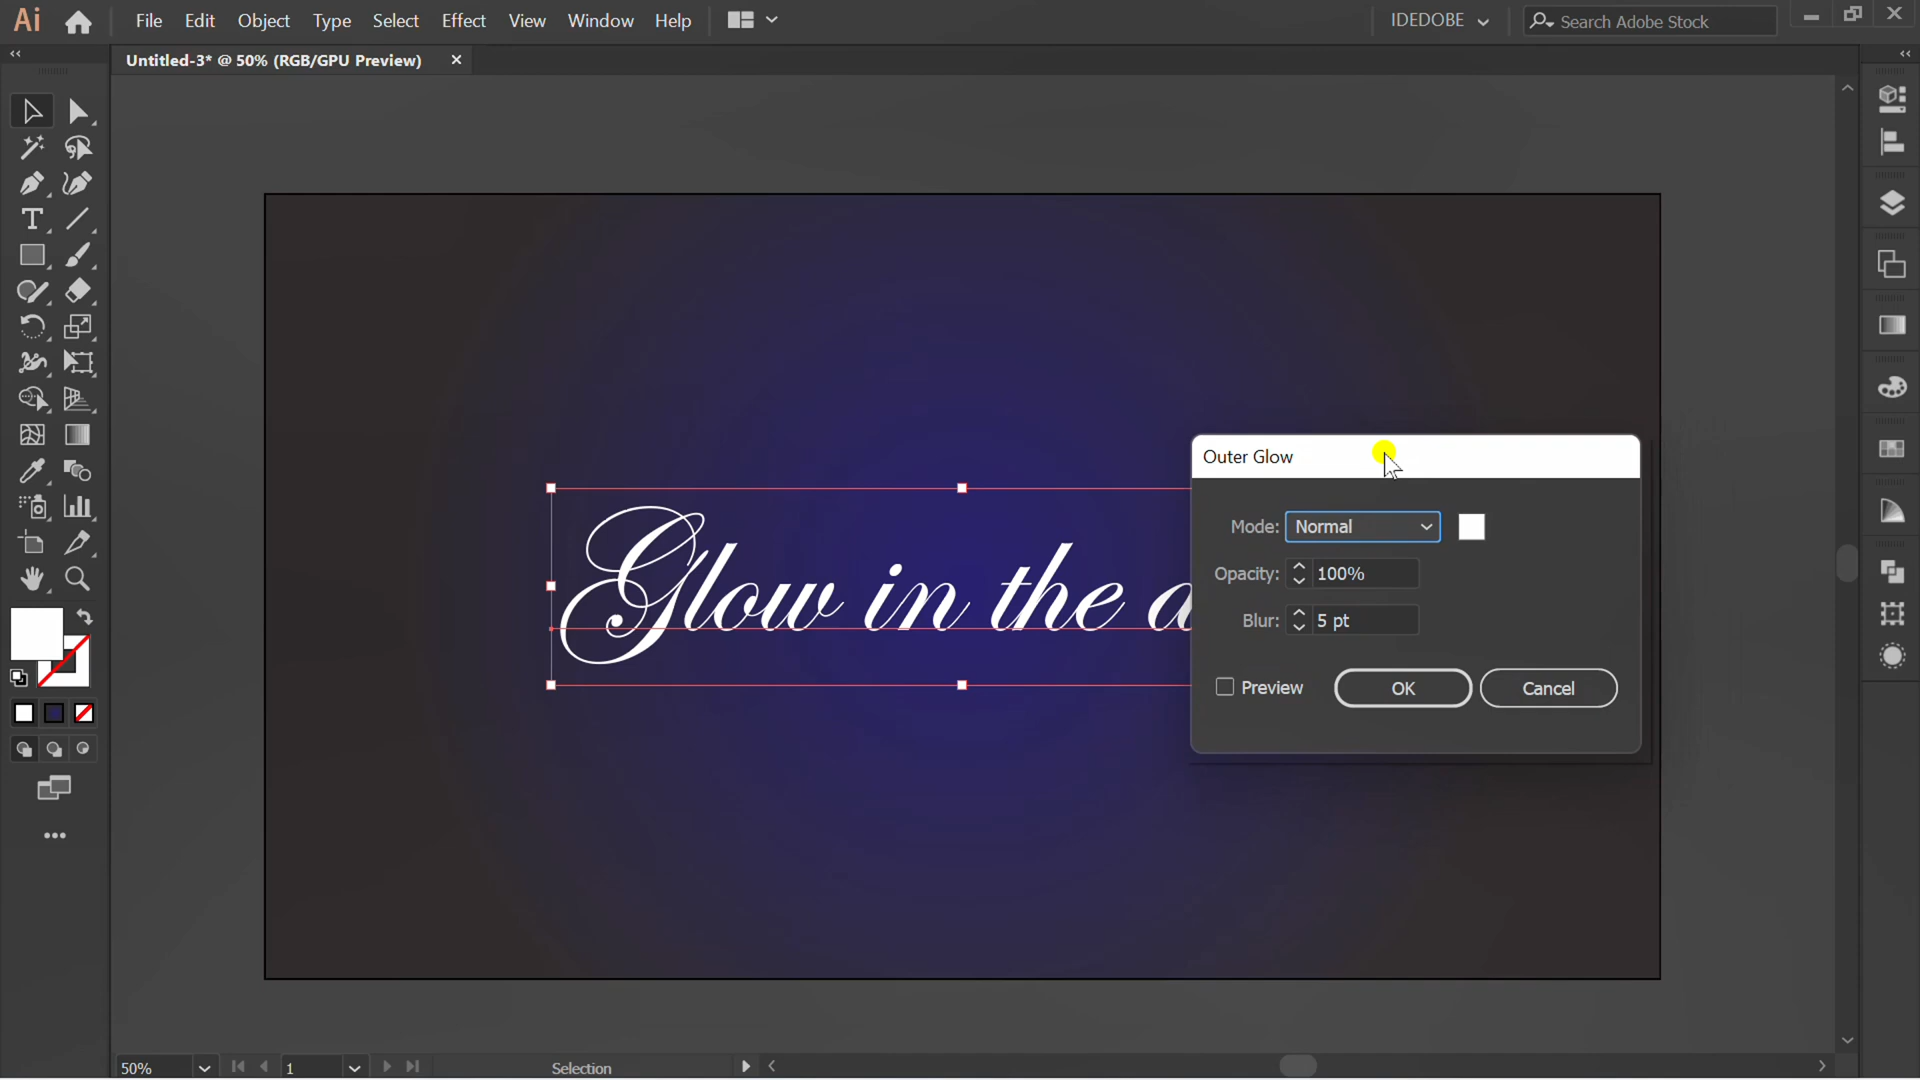 Ai File Edit Object Type Select Effect View Window Help IDEDOBE Search Adobe Stock
Untitled-3* @ 50% (RGB/GPU Preview)
Outer Glow
Mode: Normal
Glow in the
Opacity: 100%
Blur: 5 pt
Preview OK Cancel
50% 1 Selection